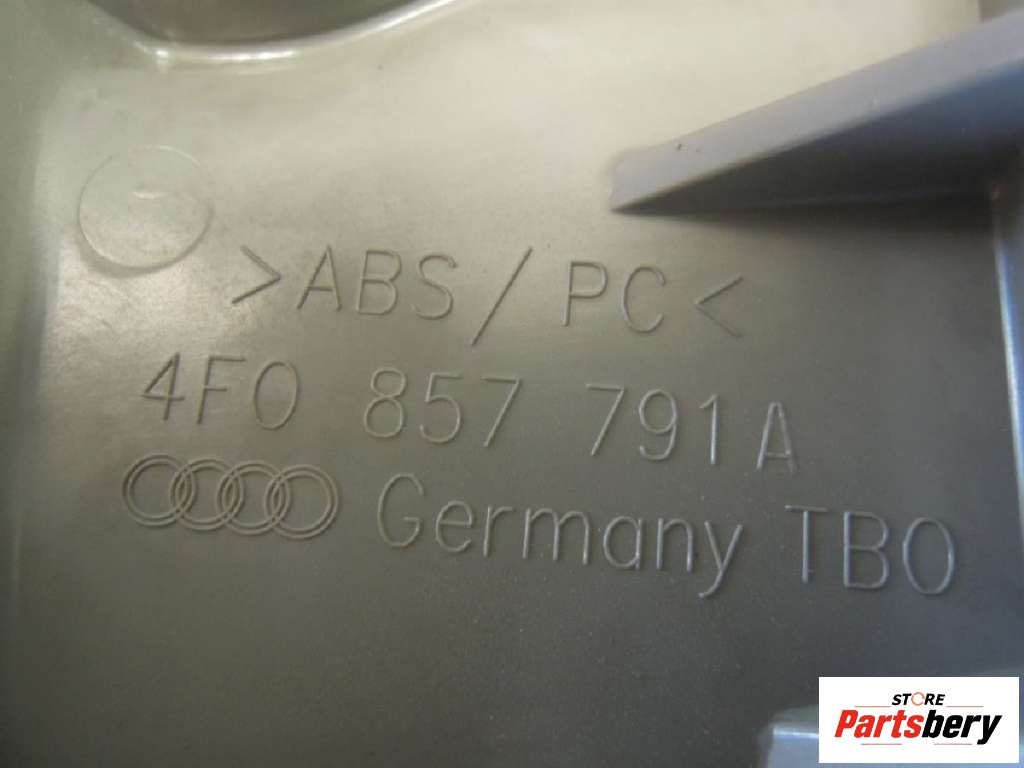 >ABS/PC<
4F0 857 791A
Germany TBO
STORE
Partsbery